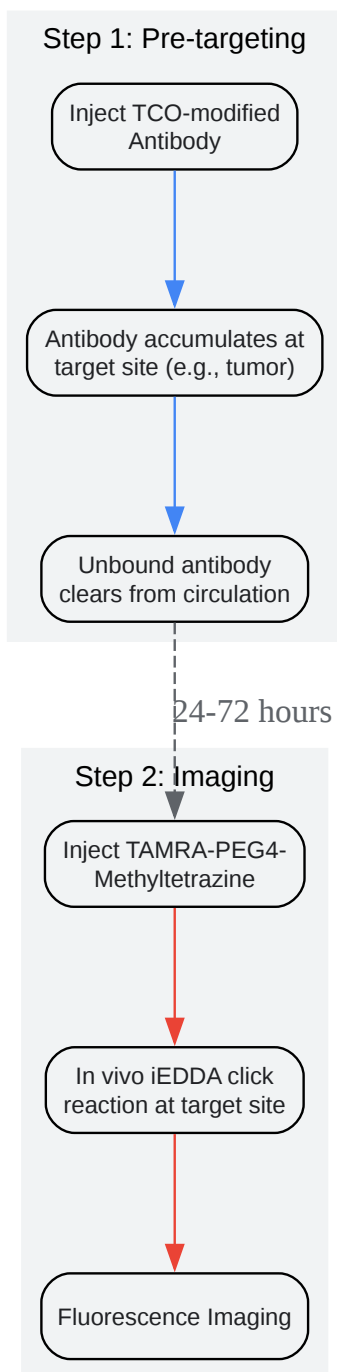 Step 1: Pre-targeting
Inject TCO-modified
Antibody
Antibody accumulates at
target site (e.g., tumor)
Unbound antibody
clears from circulation
24-72 hours
Step 2: Imaging
Inject TAMRA-PEG4-
Methyltetrazine
In vivo iEDDA click
reaction at target site
Fluorescence Imaging